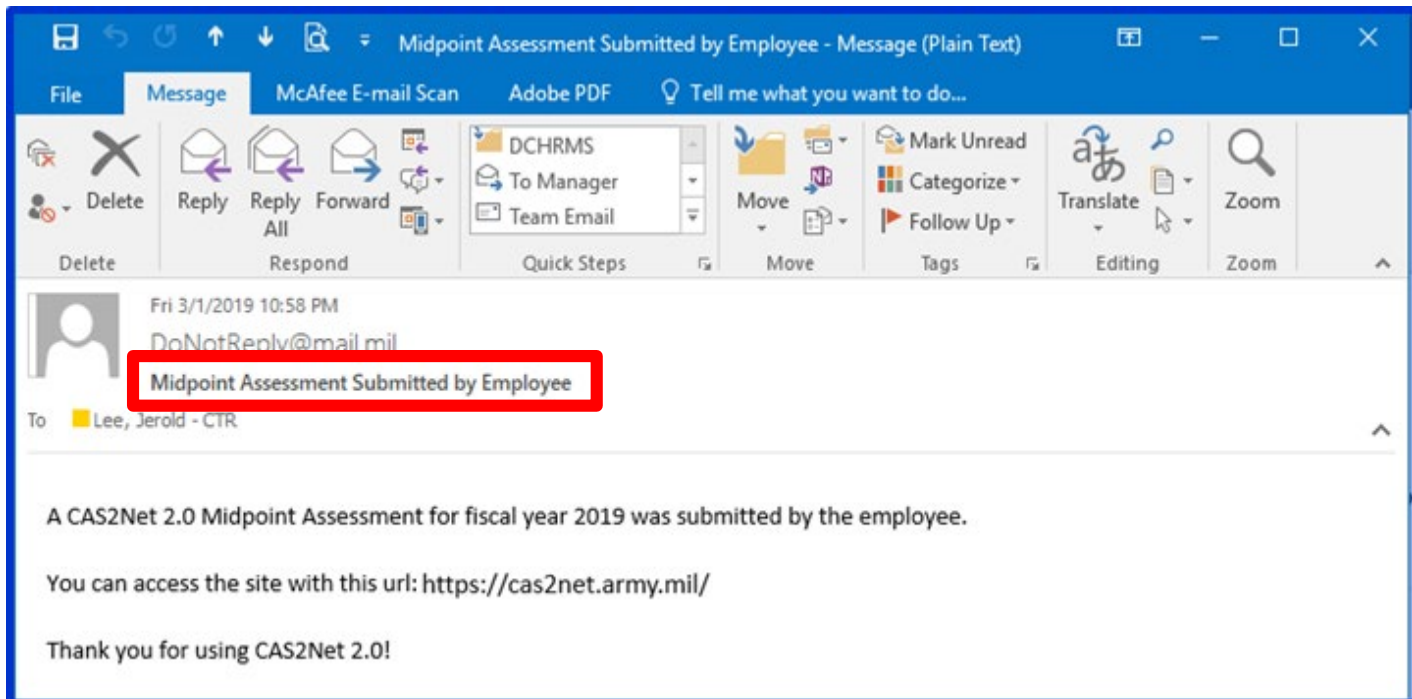 Midpoint Assessment Submitted by Employee - Message (Plain Text)
File Message McAfee E-mail Scan Adobe PDF Tell me what you want to do...
Delete
Reply
Reply All
Forward
DCHRMS
To Manager
Team Email
Move
Mark Unread
Categorize
Follow Up
Translate
Zoom
Delete Respond Quick Steps Move Tags Editing Zoom
Fri 3/1/2019 10:58 PM
DoNotReply@mail.mil
Midpoint Assessment Submitted by Employee
To Lee, Jerold - CTR
A CAS2Net 2.0 Midpoint Assessment for fiscal year 2019 was submitted by the employee.
You can access the site with this url: https://cas2net.army.mil/
Thank you for using CAS2Net 2.0!